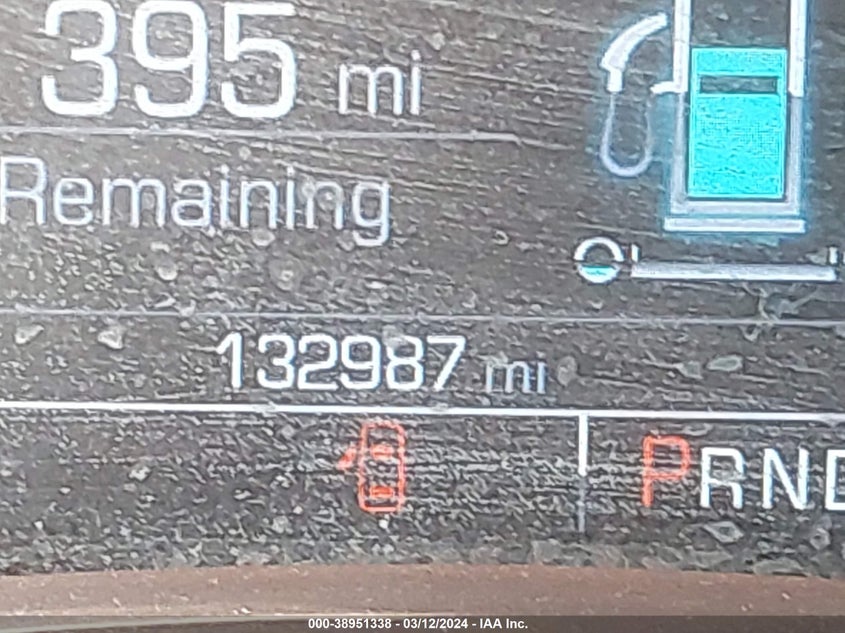 395 mi
Remaining
132987 mi
PRND
000-38951338 - 03/12/2024 - IAA Inc.